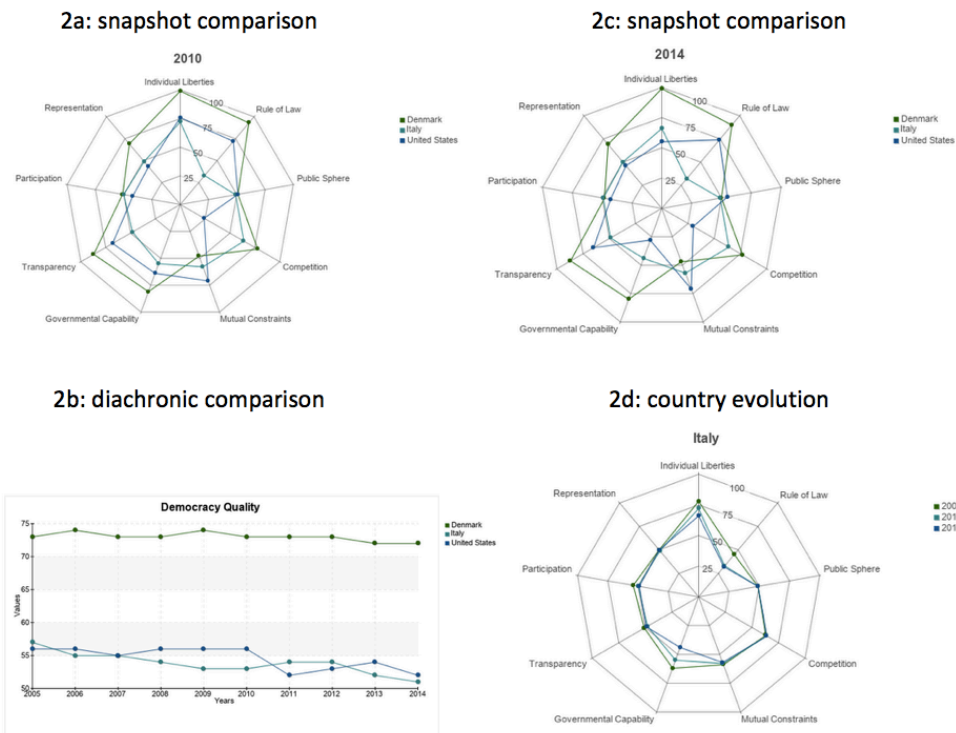 2a: snapshot comparison
2010
Individual Liberties
Representation
100
Rule of Law
Denmark
Italy
United States
75
50
25
Participation
Public Sphere
Transparency
Competition
Governmental Capability
Mutual Constraints
2c: snapshot comparison
2014
Individual Liberties
Representation
100
Rule of Law
Denmark
Italy
United States
75
50
25
Participation
Public Sphere
Transparency
Competition
Governmental Capability
Mutual Constraints
2b: diachronic comparison
Democracy Quality
75
70
65
60
55
50
Values
2005 2006 2007 2008 2009 2010 2011 2012 2013 2014
Years
Denmark
Italy
United States
2d: country evolution
Italy
Individual Liberties
Representation
100
Rule of Law
75
50
25
Participation
Public Sphere
Transparency
Competition
Governmental Capability
Mutual Constraints
200
201
201